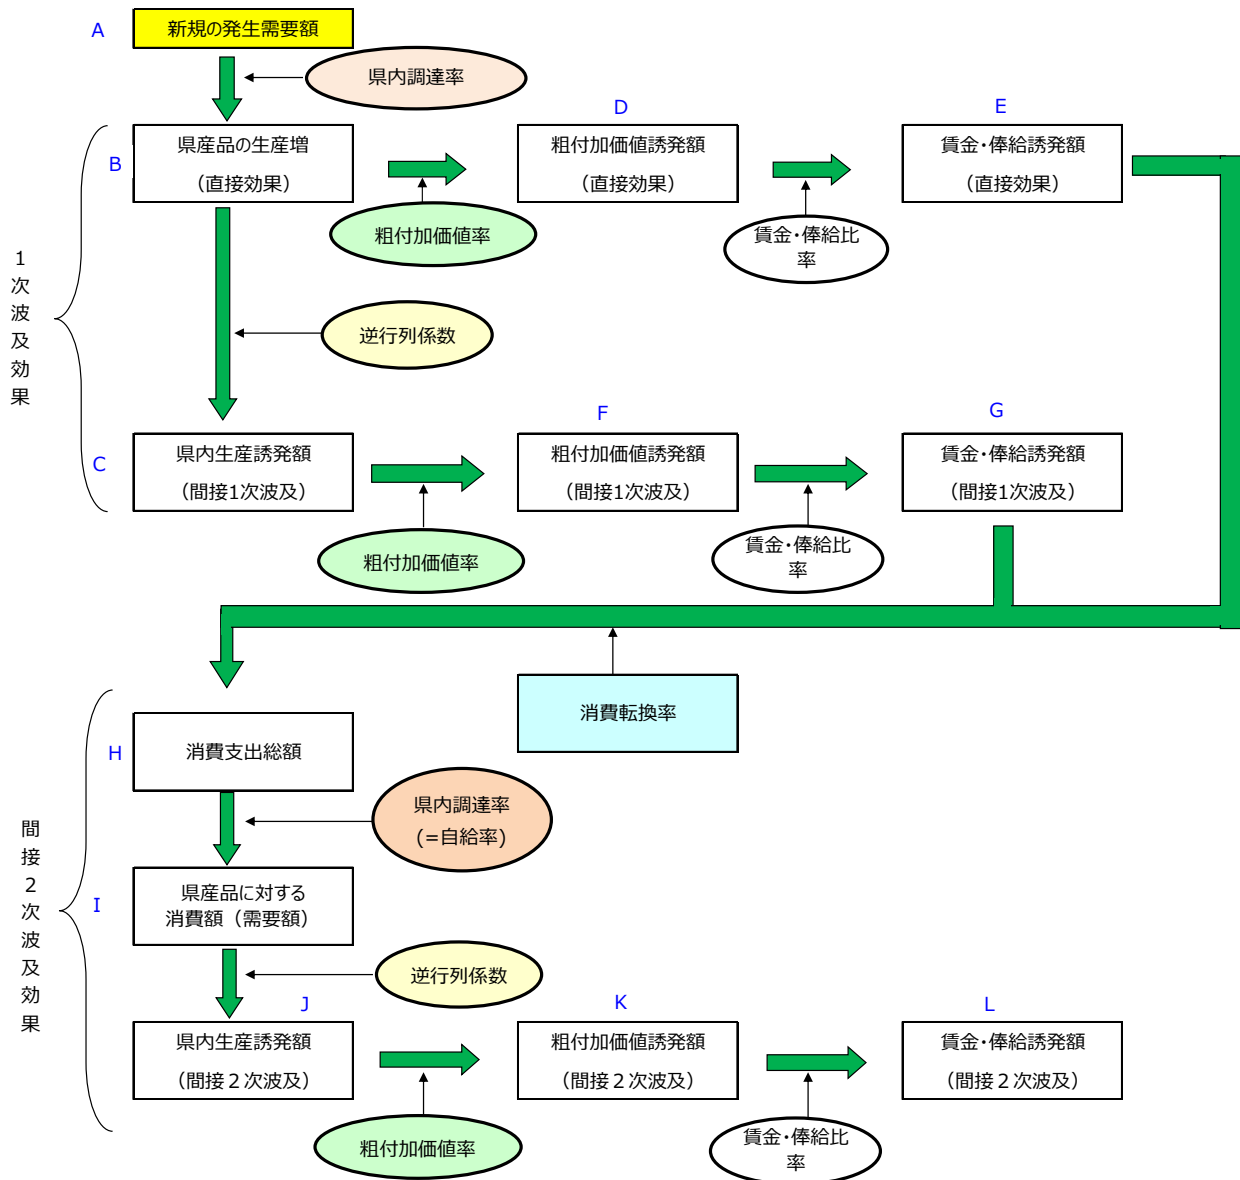 A
新規の発生需要額
県内調達率
B
県産品の生産増
（直接効果）
D
粗付加価値誘発額
（直接効果）
E
賃金・俸給誘発額
（直接効果）
粗付加価値率
賃金・俸給比
率
1次波及効果
逆行列係数
C
県内生産誘発額
（間接1次波及）
F
粗付加価値誘発額
（間接1次波及）
G
賃金・俸給誘発額
（間接1次波及）
粗付加価値率
賃金・俸給比
率
消費転換率
H
消費支出総額
県内調達率
(=自給率)
間接２次波及効果
I
県産品に対する
消費額（需要額）
逆行列係数
J
県内生産誘発額
（間接２次波及）
K
粗付加価値誘発額
（間接２次波及）
L
賃金・俸給誘発額
（間接２次波及）
粗付加価値率
賃金・俸給比
率